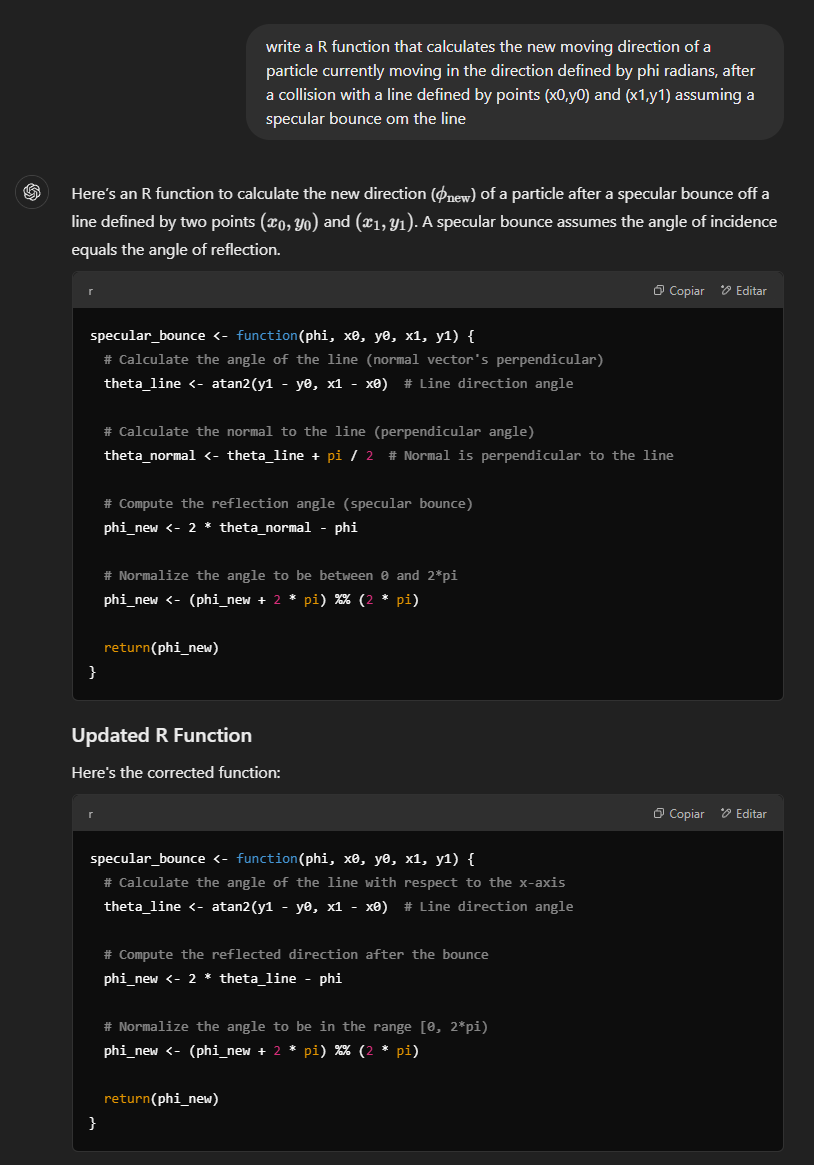 write a R function that calculates the new moving direction of a
particle currently moving in the direction defined by phi radians, after
a collision with a line defined by points (x0,y0) and (x1,y1) assuming a
specular bounce om the line
Here's an R function to calculate the new direction (ϕnew) of a particle after a specular bounce off a
line defined by two points (x0, y0) and (x1, y1). A specular bounce assumes the angle of incidence
equals the angle of reflection.
r Copiar Editar
specular_bounce <- function(phi, x0, y0, x1, y1) {
  # Calculate the angle of the line (normal vector's perpendicular)
  theta_line <- atan2(y1 - y0, x1 - x0)  # Line direction angle
  # Calculate the normal to the line (perpendicular angle)
  theta_normal <- theta_line + pi / 2  # Normal is perpendicular to the line
  # Compute the reflection angle (specular bounce)
  phi_new <- 2 * theta_normal - phi
  # Normalize the angle to be between 0 and 2*pi
  phi_new <- (phi_new + 2 * pi) %% (2 * pi)
  return(phi_new)
}
Updated R Function
Here's the corrected function:
r Copiar Editar
specular_bounce <- function(phi, x0, y0, x1, y1) {
  # Calculate the angle of the line with respect to the x-axis
  theta_line <- atan2(y1 - y0, x1 - x0)  # Line direction angle
  # Compute the reflected direction after the bounce
  phi_new <- 2 * theta_line - phi
  # Normalize the angle to be in the range [0, 2*pi)
  phi_new <- (phi_new + 2 * pi) %% (2 * pi)
  return(phi_new)
}